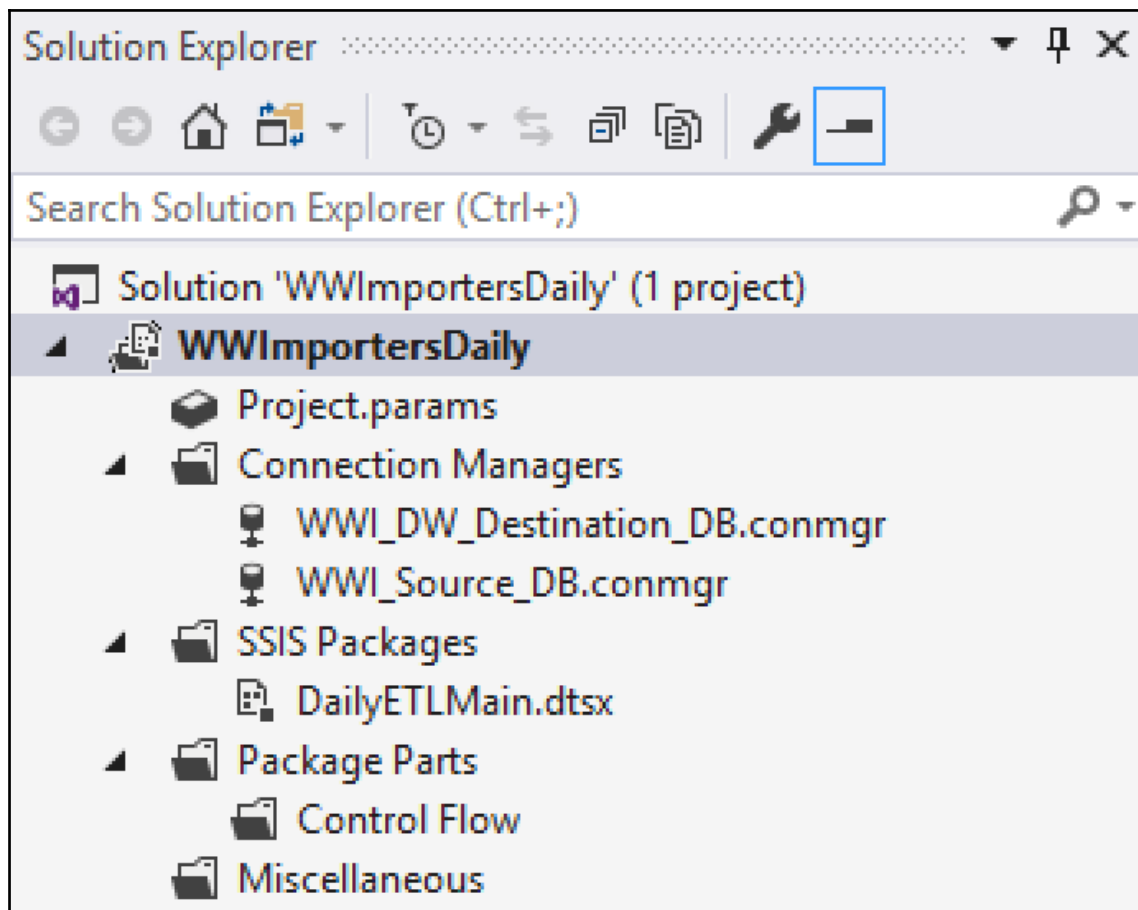 Solution Explorer
Search Solution Explorer (Ctrl+;)
Solution 'WWImportersDaily' (1 project)
WWImportersDaily
Project.params
Connection Managers
WWI_DW_Destination_DB.conmgr
WWI_Source_DB.conmgr
SSIS Packages
DailyETLMain.dtsx
Package Parts
Control Flow
Miscellaneous